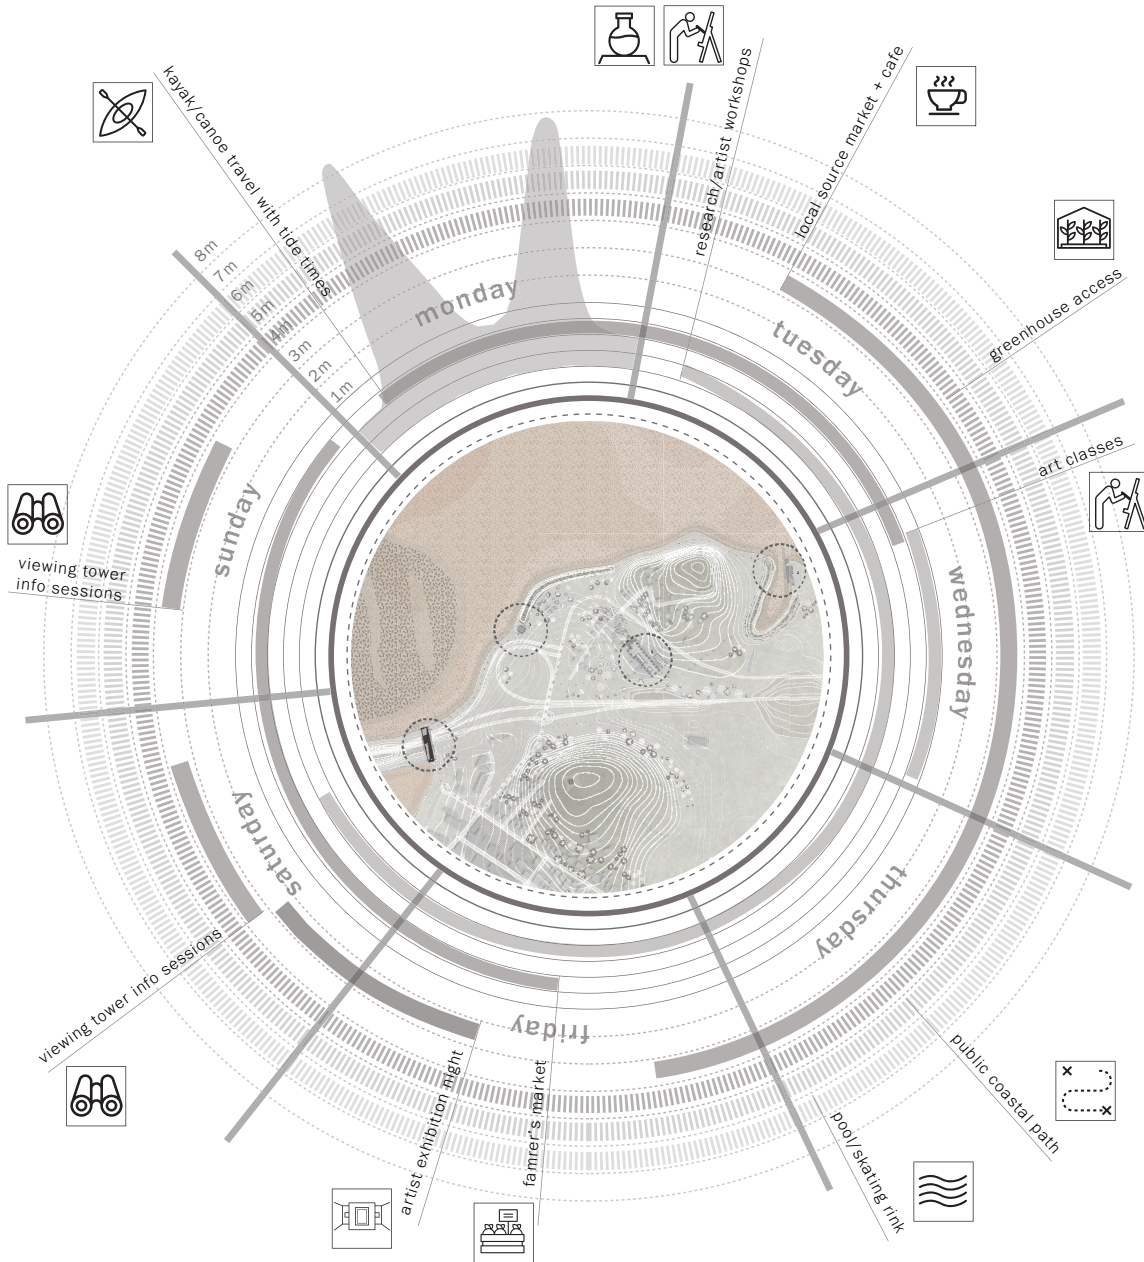 kayak/canoe travel with tide times
research/artist workshops
local source market + cafe
greenhouse access
art classes
public coastal path
pool/skating rink
famrer's market
artist exhibition night
viewing tower info sessions
viewing tower
info sessions
8m
7m
6m
5m
4m
3m
2m
1m
monday
tuesday
wednesday
thursday
friday
saturday
sunday